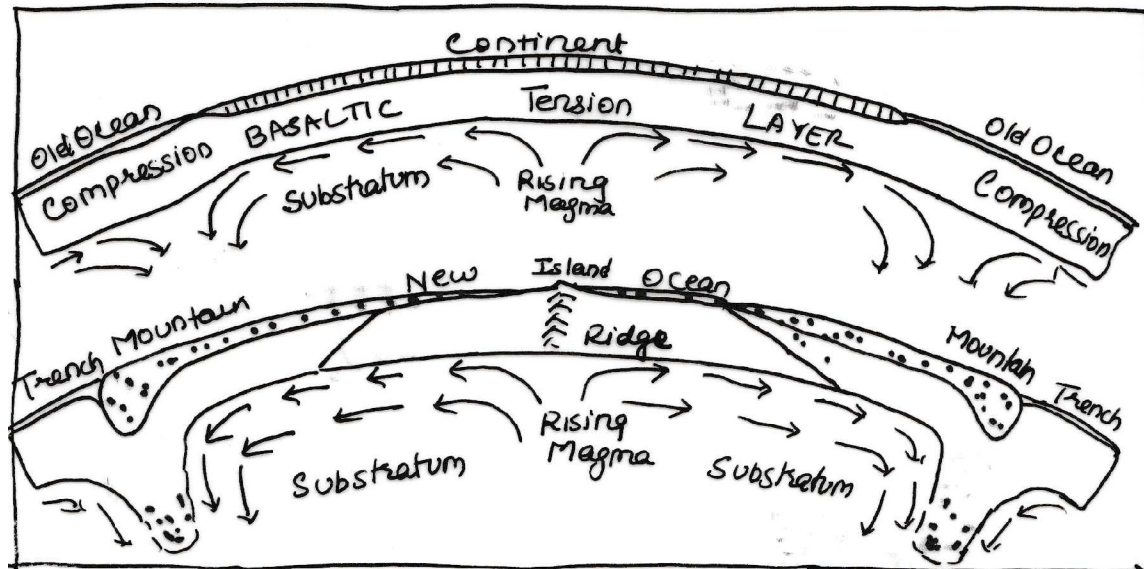 Continent
Old Ocean
BASALTIC
Tension
LAYER
Old Ocean
Compression
Substratum
Rising
Magma
Compression
New
Island
Ocean
Trench
Mountain
Ridge
Mountain
Trench
Rising
Magma
Substratum
Substratum